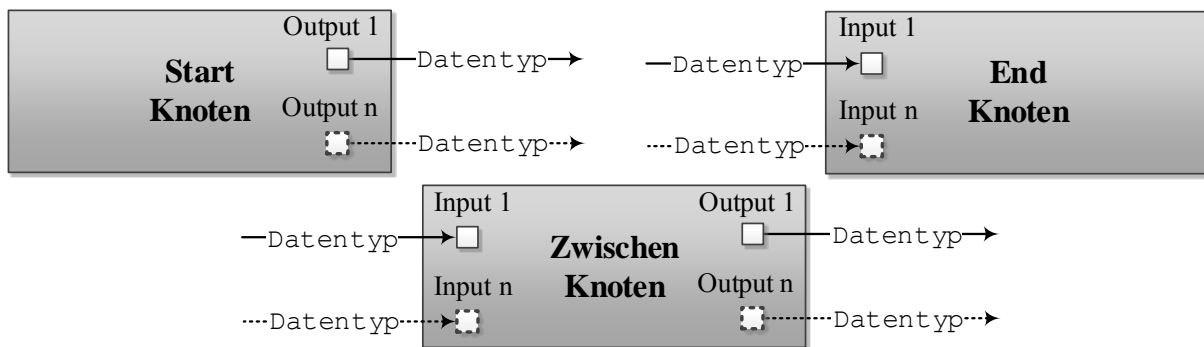 Output 1
Start
Knoten
Datentyp
Output n
Datentyp
Input 1
Datentyp
End
Knoten
Input n
Datentyp
Input 1
Datentyp
Zwischen
Knoten
Output 1
Datentyp
Input n
Datentyp
Output n
Datentyp